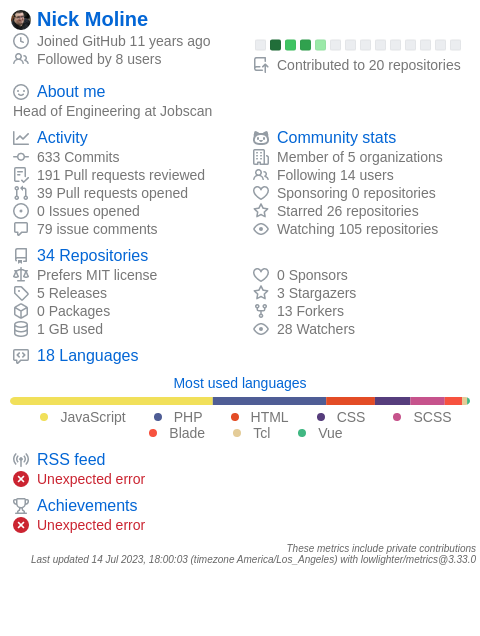 Nick Moline
Joined GitHub 11 years ago
Followed by 8 users
Contributed to 20 repositories
About me
Head of Engineering at Jobscan
Activity
633 Commits
191 Pull requests reviewed
39 Pull requests opened
0 Issues opened
79 issue comments
Community stats
Member of 5 organizations
Following 14 users
Sponsoring 0 repositories
Starred 26 repositories
Watching 105 repositories
34 Repositories
Prefers MIT license
5 Releases
0 Packages
1 GB used
0 Sponsors
3 Stargazers
13 Forkers
28 Watchers
18 Languages
Most used languages
JavaScript PHP HTML CSS SCSS
Blade Tcl Vue
RSS feed
Unexpected error
Achievements
Unexpected error
These metrics include private contributions
Last updated 14 Jul 2023, 18:00:03 (timezone America/Los_Angeles) with lowlighter/metrics@3.33.0